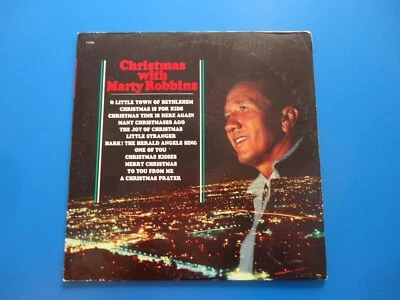 Christmas
with
Marty Robbins
O LITTLE TOWN OF BETHLEHEM
CHRISTMAS IS FOR KIDS
CHRISTMAS TIME IS HERE AGAIN
MANY CHRISTMASES AGO
THE JOY OF CHRISTMAS
LITTLE STRANGER
HARK! THE HERALD ANGELS SING
ONE OF YOU
CHRISTMAS KISSES
MERRY CHRISTMAS
TO YOU FROM ME
A CHRISTMAS PRAYER